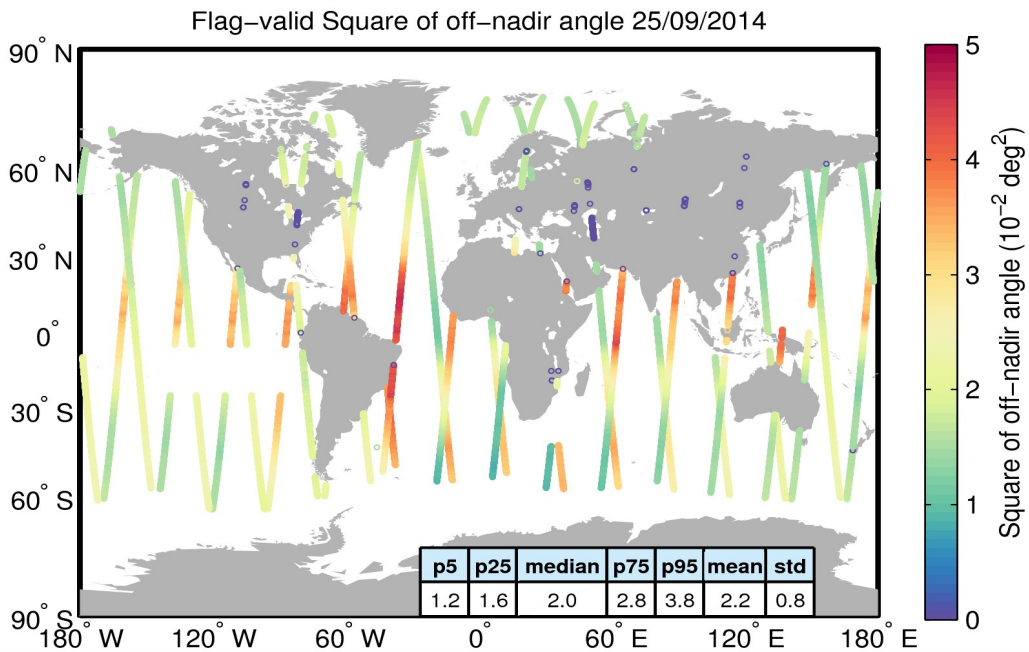 Flag−valid Square of off−nadir angle 25/09/2014
90° N
60° N
30° N
0°
30° S
60° S
90° S
180° W
120° W
60° W
0°
60° E
120° E
180° E
p5 p25 median p75 p95 mean std
1.2 1.6 2.0 2.8 3.8 2.2 0.8
5
4
3
2
1
0
Square of off−nadir angle (10⁻² deg²)